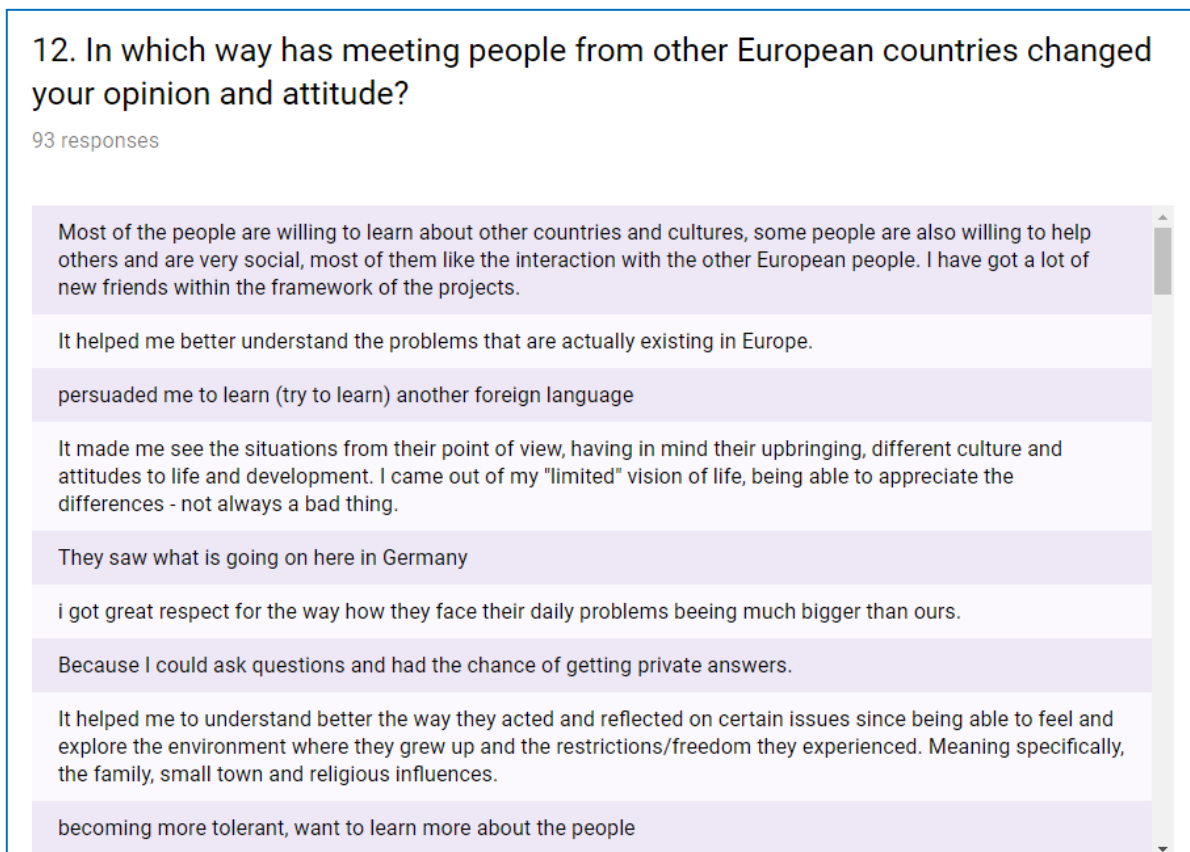 12. In which way has meeting people from other European countries changed
your opinion and attitude?
93 responses
Most of the people are willing to learn about other countries and cultures, some people are also willing to help
others and are very social, most of them like the interaction with the other European people. I have got a lot of
new friends within the framework of the projects.
It helped me better understand the problems that are actually existing in Europe.
persuaded me to learn (try to learn) another foreign language
It made me see the situations from their point of view, having in mind their upbringing, different culture and
attitudes to life and development. I came out of my "limited" vision of life, being able to appreciate the
differences - not always a bad thing.
They saw what is going on here in Germany
i got great respect for the way how they face their daily problems beeing much bigger than ours.
Because I could ask questions and had the chance of getting private answers.
It helped me to understand better the way they acted and reflected on certain issues since being able to feel and
explore the environment where they grew up and the restrictions/freedom they experienced. Meaning specifically,
the family, small town and religious influences.
becoming more tolerant, want to learn more about the people